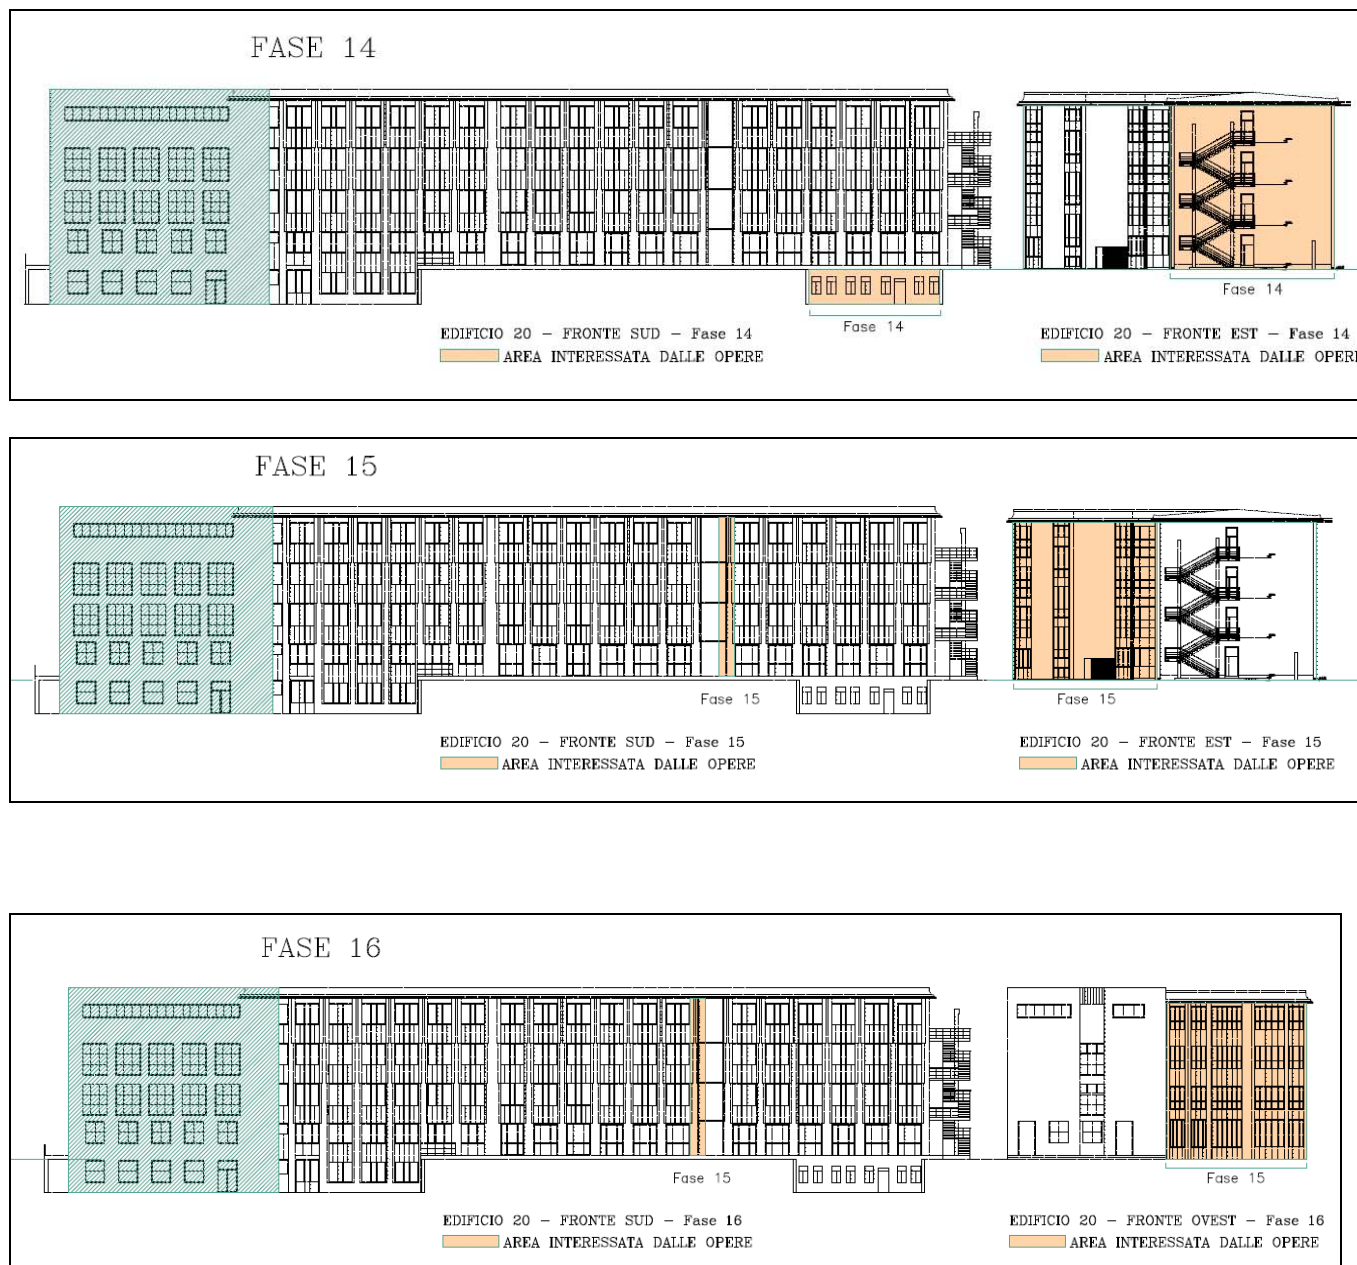 FASE 14
Fase 14
Fase 14
EDIFICIO 20 – FRONTE SUD – Fase 14
AREA INTERESSATA DALLE OPERE
EDIFICIO 20 – FRONTE EST – Fase 14
AREA INTERESSATA DALLE OPERE
FASE 15
Fase 15
Fase 15
EDIFICIO 20 – FRONTE SUD – Fase 15
AREA INTERESSATA DALLE OPERE
EDIFICIO 20 – FRONTE EST – Fase 15
AREA INTERESSATA DALLE OPERE
FASE 16
Fase 15
Fase 15
EDIFICIO 20 – FRONTE SUD – Fase 16
AREA INTERESSATA DALLE OPERE
EDIFICIO 20 – FRONTE OVEST – Fase 16
AREA INTERESSATA DALLE OPERE